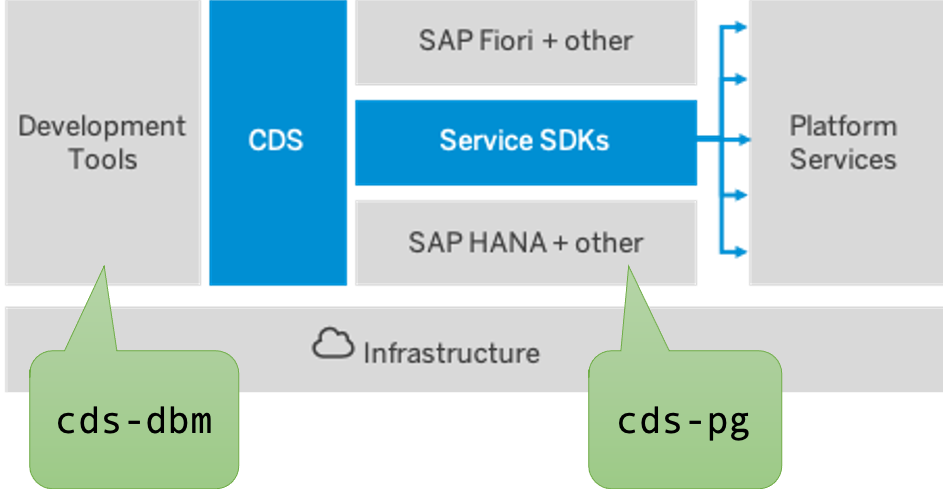 SAP Fiori + other
Development
Tools
CDS
Service SDKs
Platform
Services
SAP HANA + other
Infrastructure
cds-dbm
cds-pg